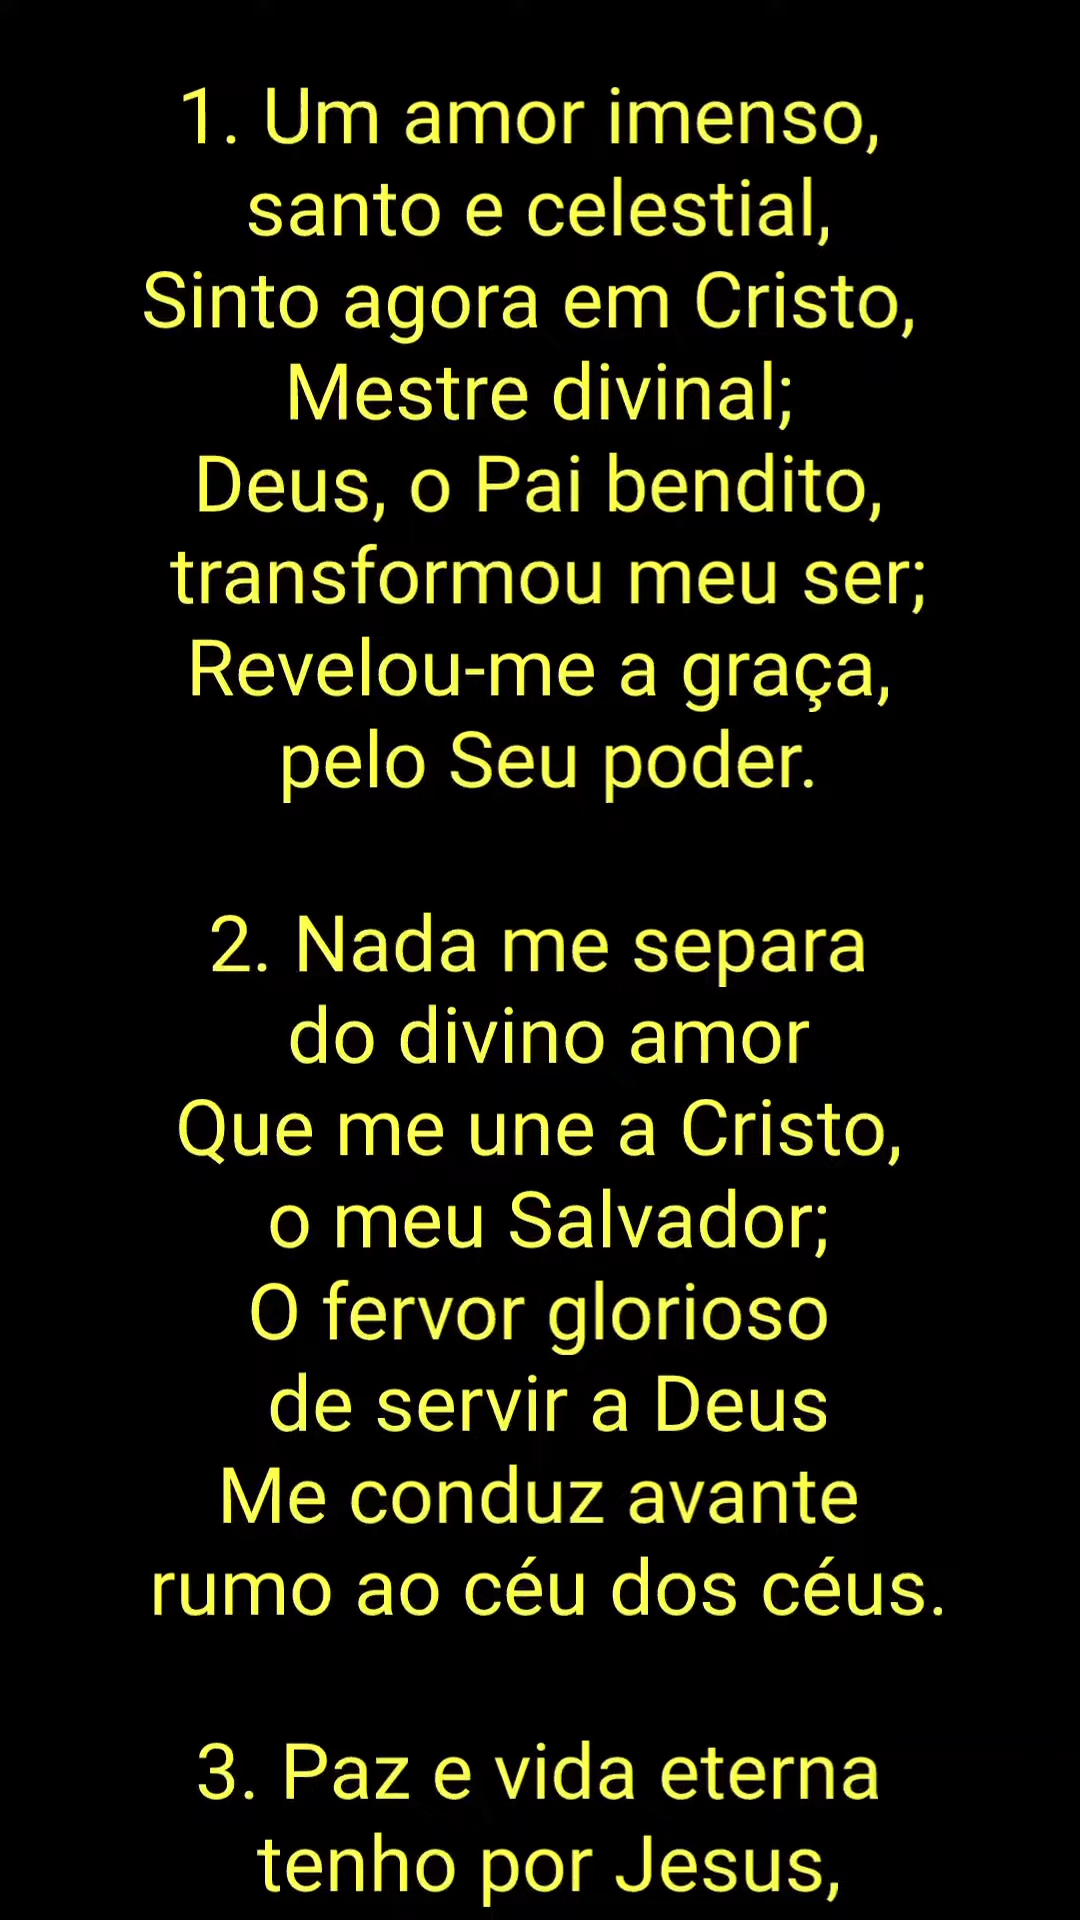 1. Um amor imenso,
santo e celestial,
Sinto agora em Cristo,
Mestre divinal;
Deus, o Pai bendito,
transformou meu ser;
Revelou-me a graça,
pelo Seu poder.
2. Nada me separa
do divino amor
Que me une a Cristo,
o meu Salvador;
O fervor glorioso
de servir a Deus
Me conduz avante
rumo ao céu dos céus.
3. Paz e vida eterna
tenho por Jesus,